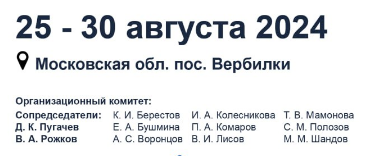 25 - 30 августа 2024
Московская обл. пос. Вербилки
Организационный комитет:
Сопредседатели: К. И. Берестов И. А. Колесникова Т. В. Мамонова
Д. К. Пугачев Е. А. Бушмина П. А. Комаров С. М. Полозов
В. А. Рожков А. С. Воронцов В. И. Лисов М. М. Шандов